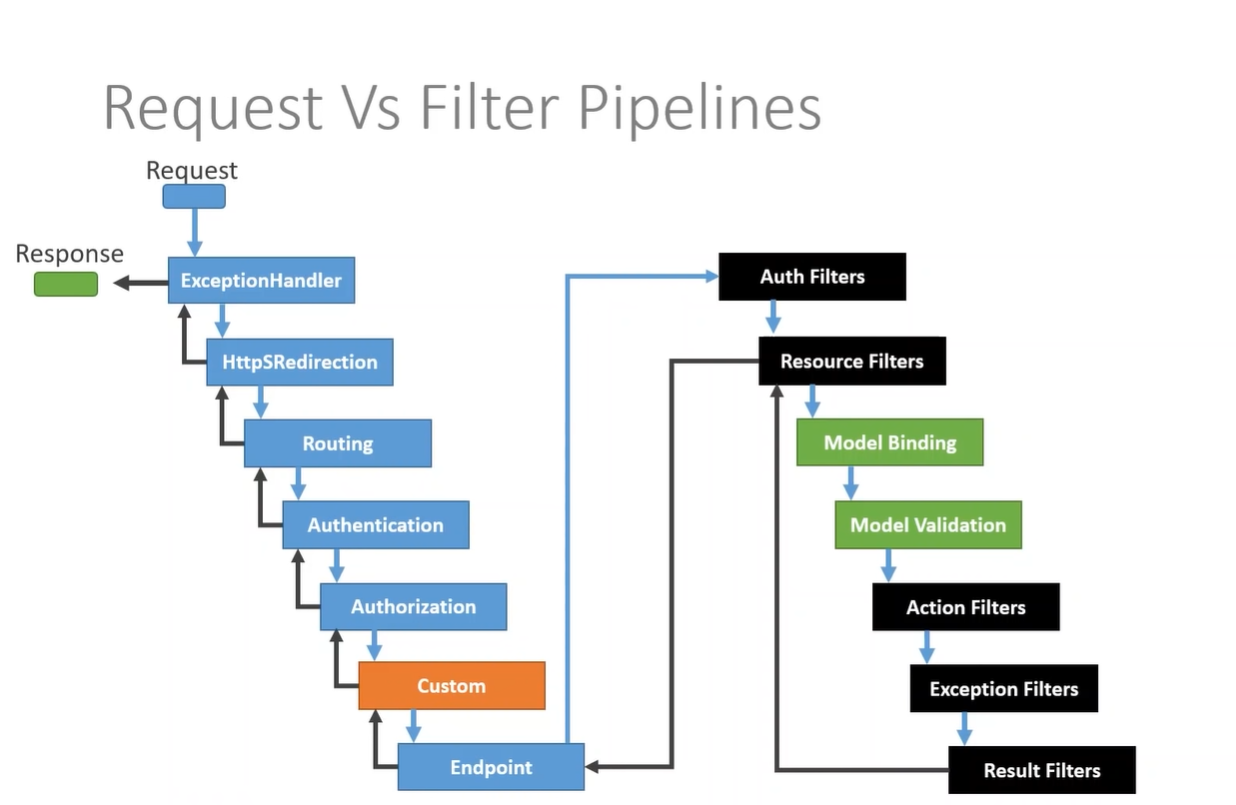 Request Vs Filter Pipelines
Request
Response
ExceptionHandler
HttpSRedirection
Routing
Authentication
Authorization
Custom
Endpoint
Auth Filters
Resource Filters
Model Binding
Model Validation
Action Filters
Exception Filters
Result Filters